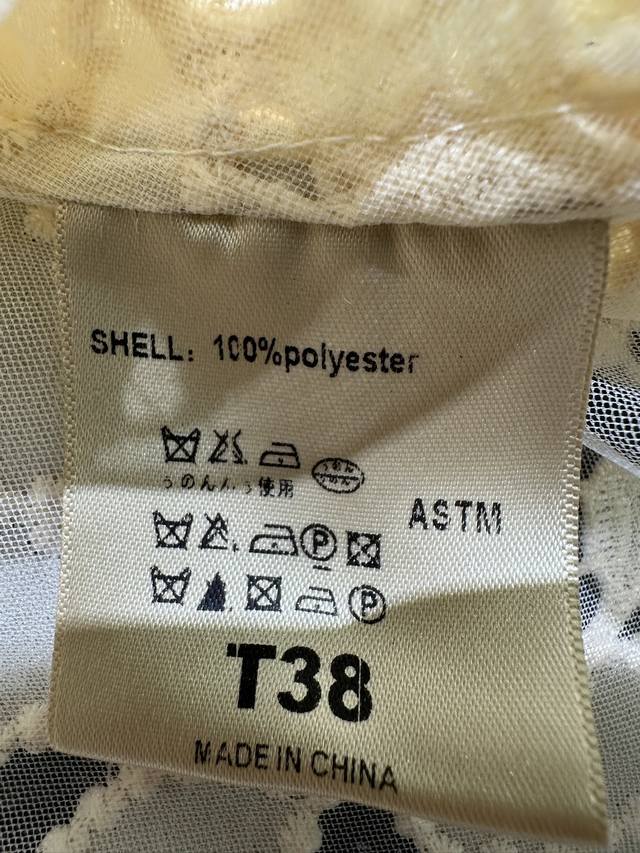 SHELL: 100%polyester
使用
ASTM
P
P
T38
MADE IN CHINA